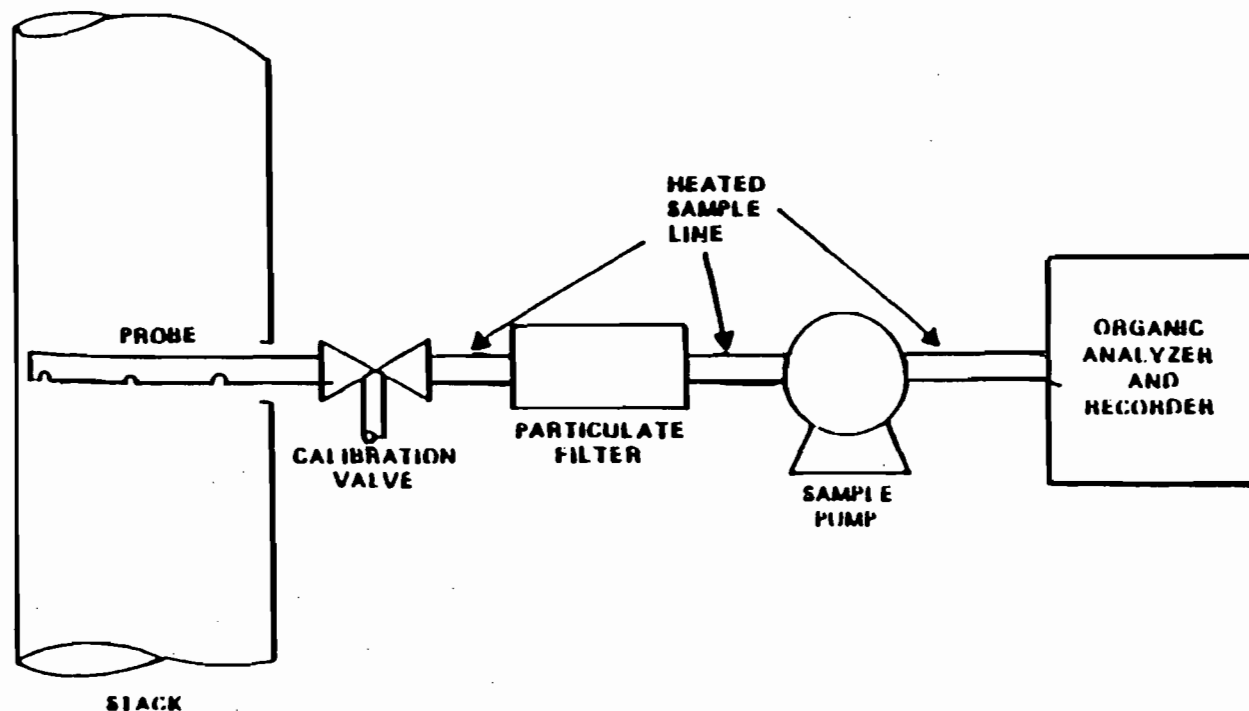 HEATED
SAMPLE
LINE
PROBE
ORGANIC
ANALYZER
AND
RECORDER
PARTICULATE
FILTER
CALIBRATION
VALVE
SAMPLE
PUMP
STACK